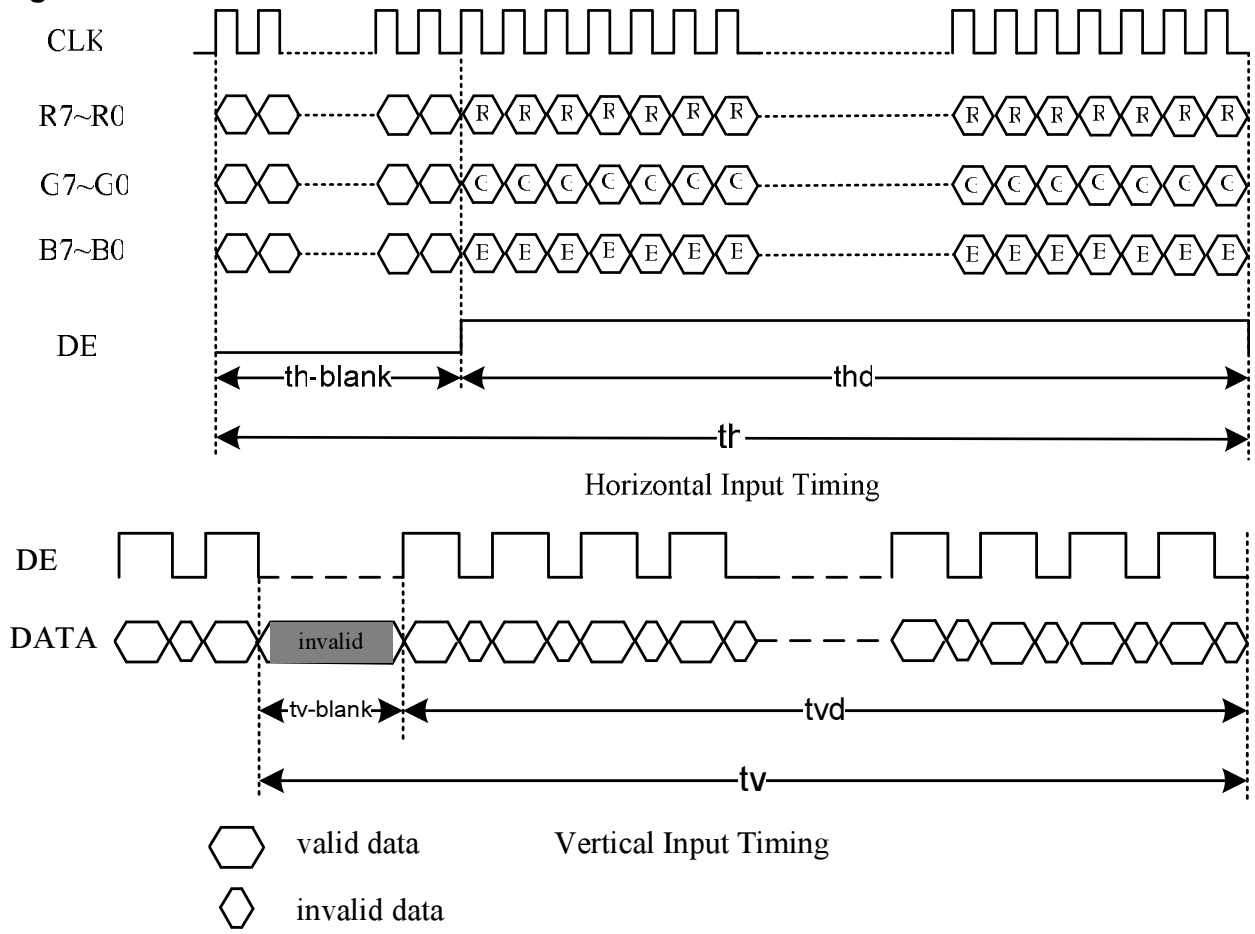 CLK
R7~R0
R R R R R R R R R R R R R R
G7~G0
C C C C C C C C C C C C C C
B7~B0
E E E E E E E E E E E E E E
DE
th-blank thd
th
Horizontal Input Timing
DE
DATA invalid
tv-blank tvd
tv
valid data Vertical Input Timing
invalid data